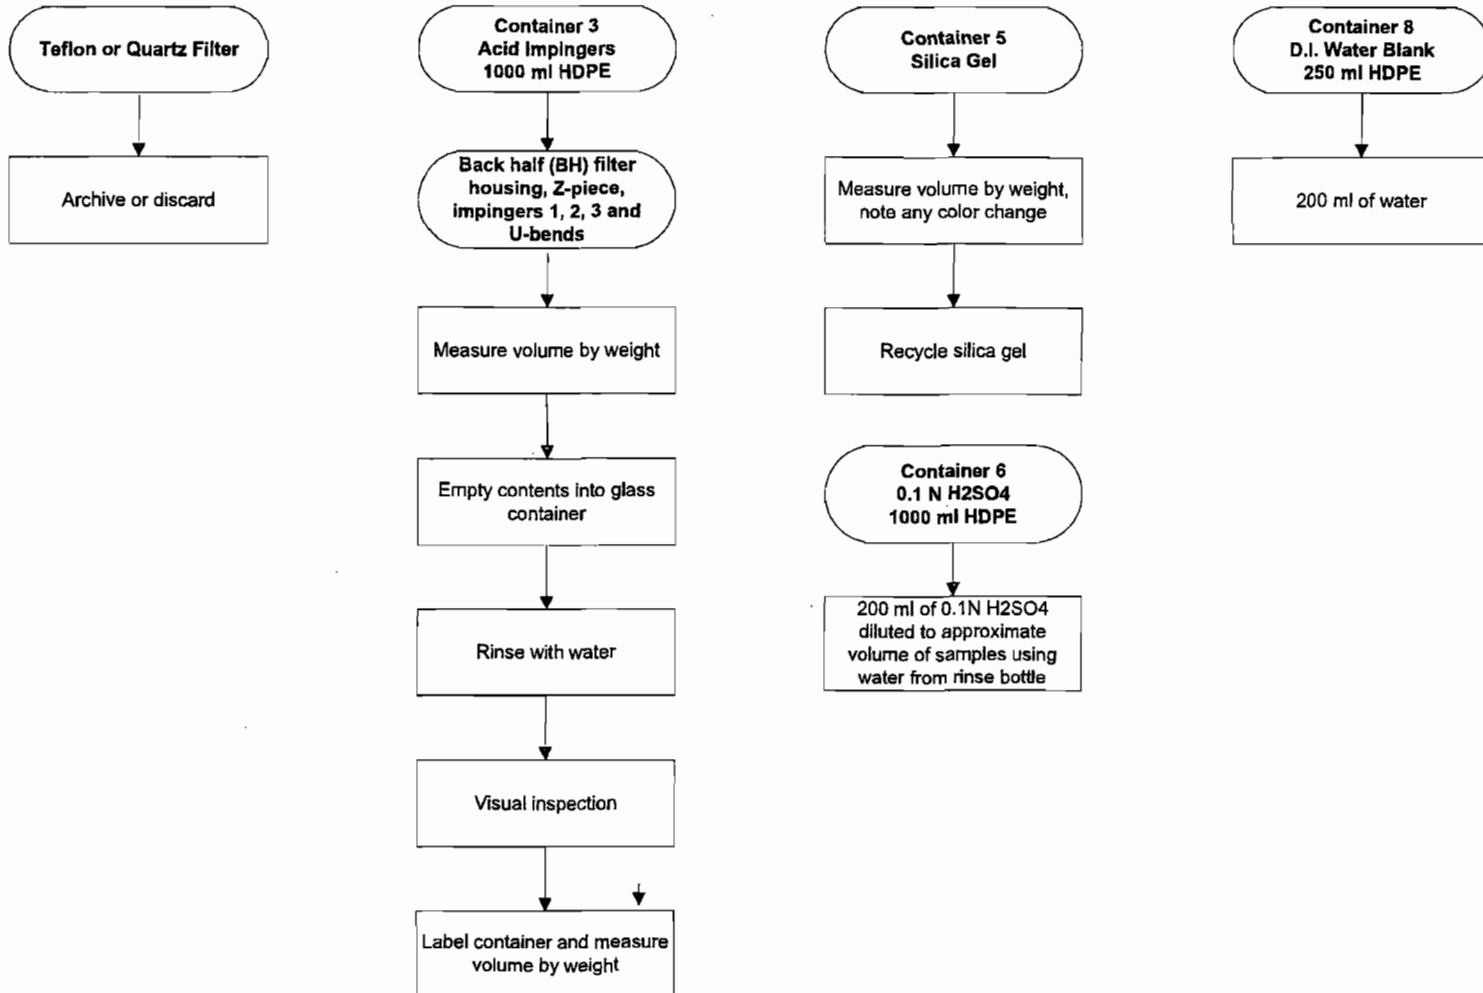 Teflon or Quartz Filter
Archive or discard
Container 3
Acid Impingers
1000 ml HDPE
Back half (BH) filter
housing, Z-piece,
impingers 1, 2, 3 and
U-bends
Measure volume by weight
Empty contents into glass
container
Rinse with water
Visual inspection
Label container and measure
volume by weight
Container 5
Silica Gel
Measure volume by weight,
note any color change
Recycle silica gel
Container 6
0.1 N H2SO4
1000 ml HDPE
200 ml of 0.1N H2SO4
diluted to approximate
volume of samples using
water from rinse bottle
Container 8
D.I. Water Blank
250 ml HDPE
200 ml of water